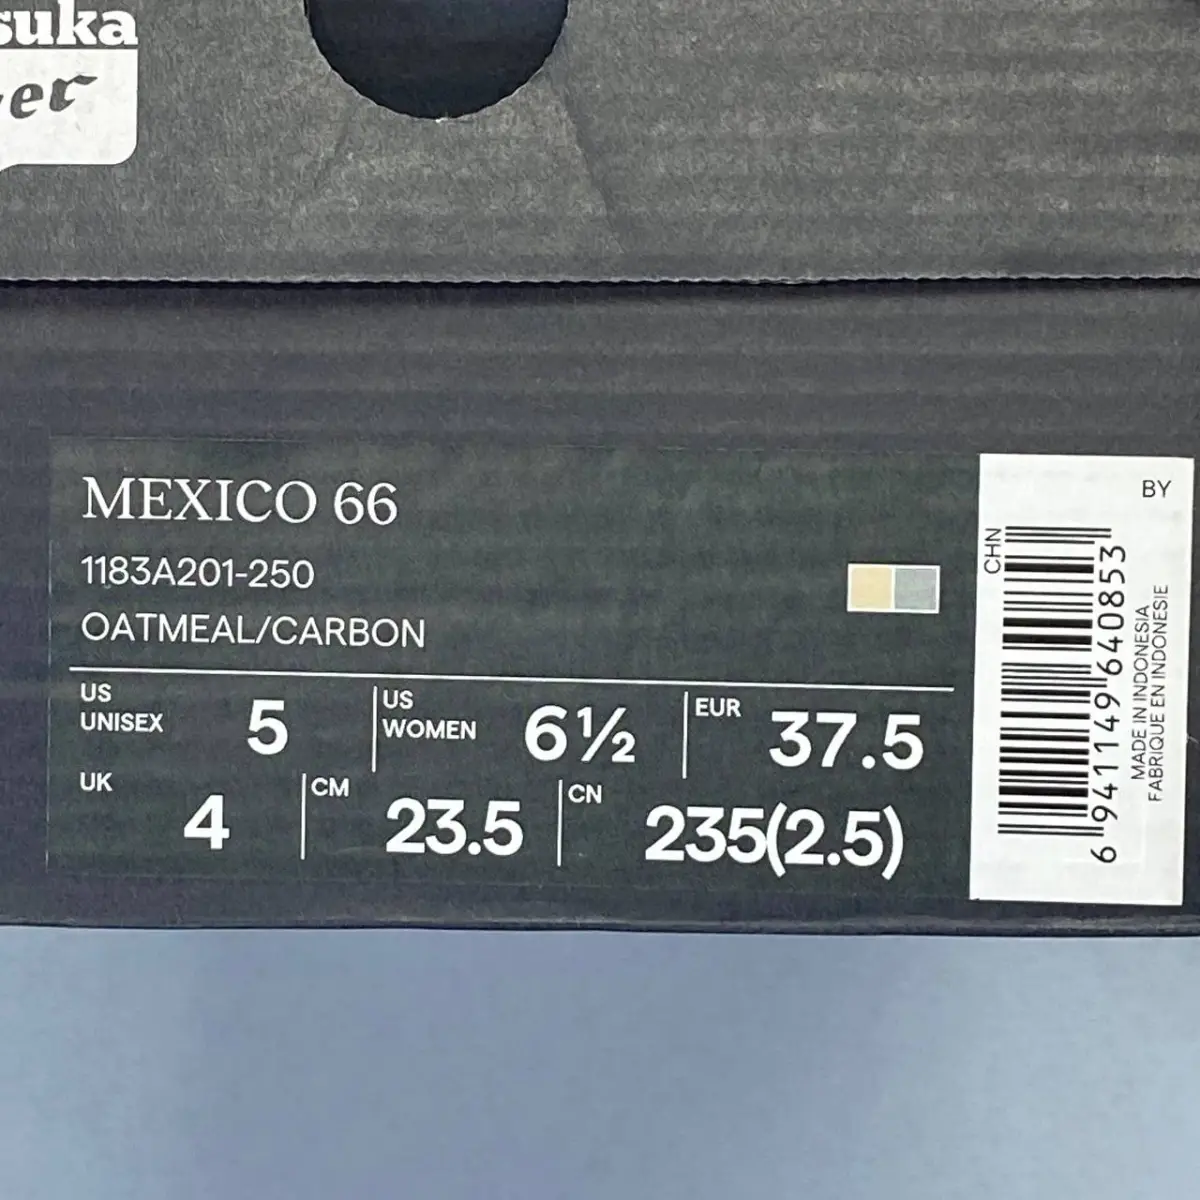 suka
er
MEXICO 66
1183A201-250
OATMEAL/CARBON
US UNISEX 5
US WOMEN 6½
EUR 37.5
UK 4
CM 23.5
CN 235(2.5)
BY
CHN
6 941149 640853
MADE IN INDONESIA
FABRIQUE EN INDONESIE